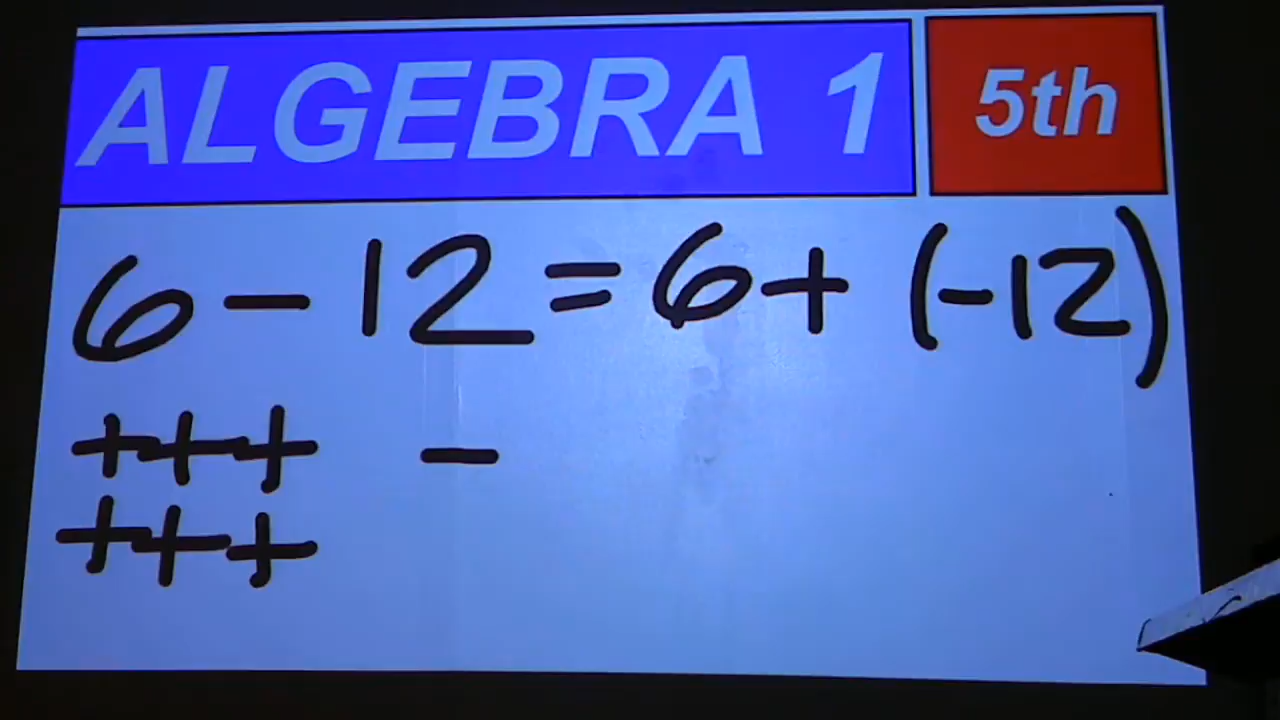 ALGEBRA 1 5th
6 - 12 = 6 + (-12)
+++ -
+++